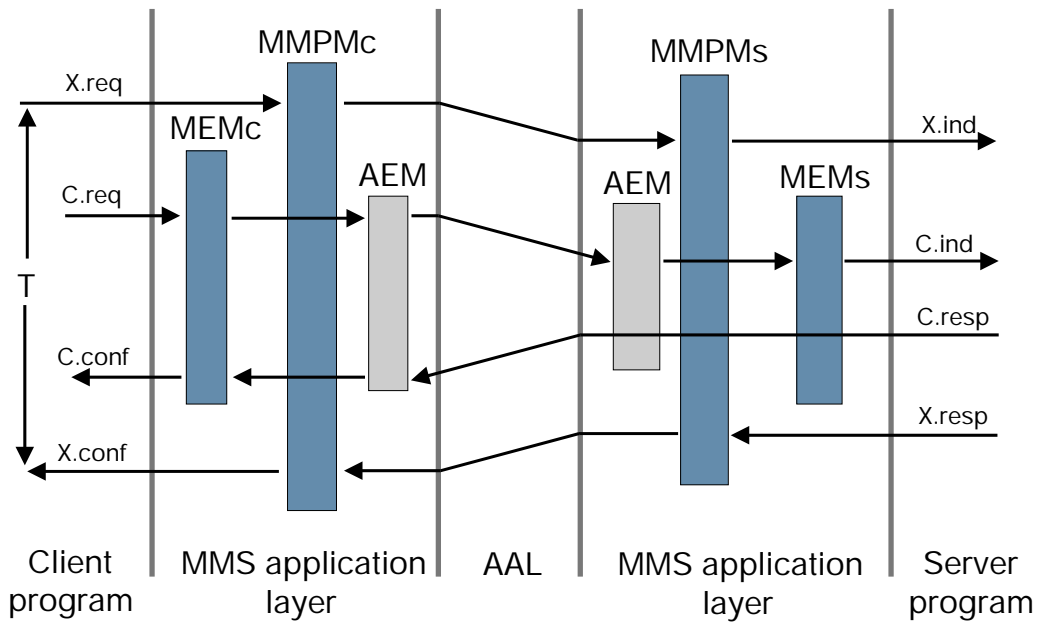 MMPMc
MMPMs
X.req
MEMc
X.ind
AEM
AEM
MEMs
C.req
C.ind
T
C.resp
C.conf
X.resp
X.conf
Client
program
MMS application
layer
AAL
MMS application
layer
Server
program